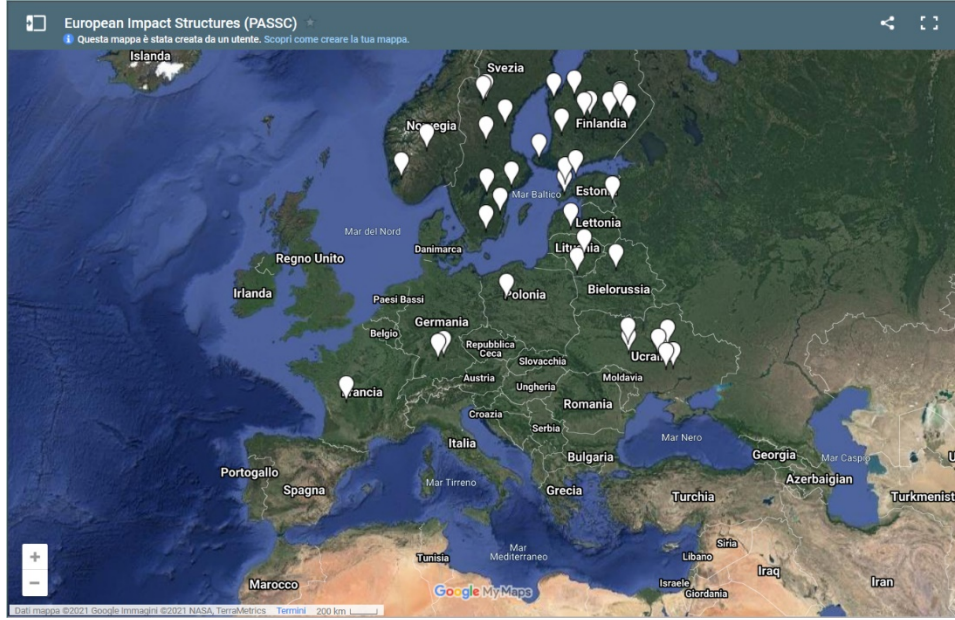 European Impact Structures (PASSC)
Questa mappa è stata creata da un utente. Scopri come creare la tua mappa.
Islanda
Svezia
Norvegia
Finlandia
Mar Baltico
Estonia
Lettonia
Mar del Nord
Danimarca
Lituania
Regno Unito
Irlanda
Bielorussia
Paesi Bassi
Polonia
Germania
Belgio
Repubblica
Ceca
Ucraina
Slovacchia
Austria
Moldavia
Ungheria
Francia
Romania
Croazia
Serbia
Italia
Mar Nero
Bulgaria
Georgia
Mar Caspio
Portogallo
Azerbaigian
Spagna
Mar Tirreno
Grecia
Turchia
Turkmenist
Siria
Mar
Mediterraneo
Tunisia
Libano
Iraq
Iran
Israele
Giordania
Marocco
Google My Maps
Dati mappa ©2021 Google Immagini ©2021 NASA, TerraMetrics Termini 200 km